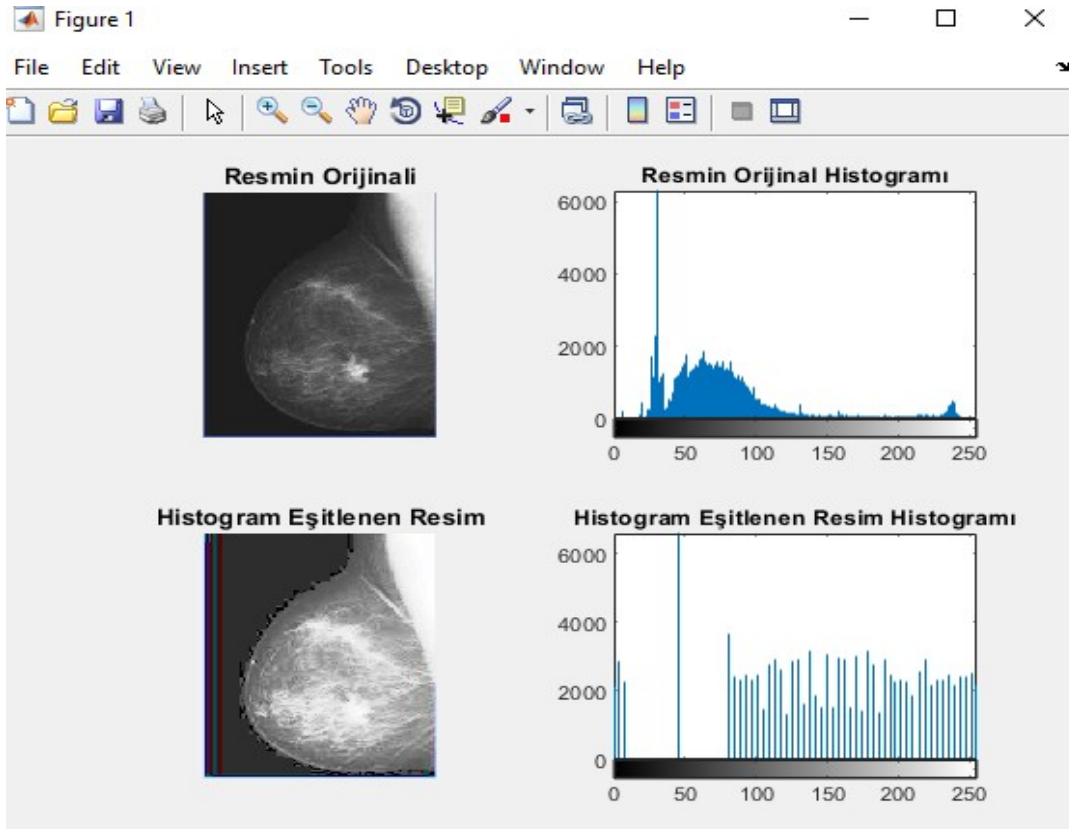 Figure 1
File Edit View Insert Tools Desktop Window Help
Resmin Orijinali
Resmin Orijinal Histogramı
6000
4000
2000
0
0 50 100 150 200 250
Histogram Eşitlenen Resim
Histogram Eşitlenen Resim Histogramı
6000
4000
2000
0
0 50 100 150 200 250